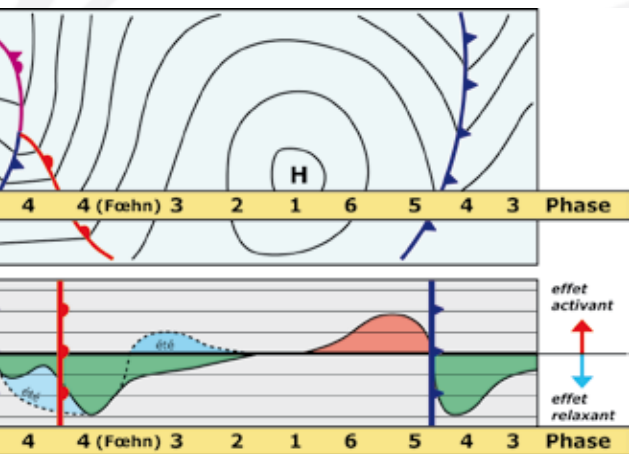 H
4 4 (Fœhn) 3 2 1 6 5 4 3 Phase
effet
activant
été
été
effet
relaxant
4 4 (Fœhn) 3 2 1 6 5 4 3 Phase